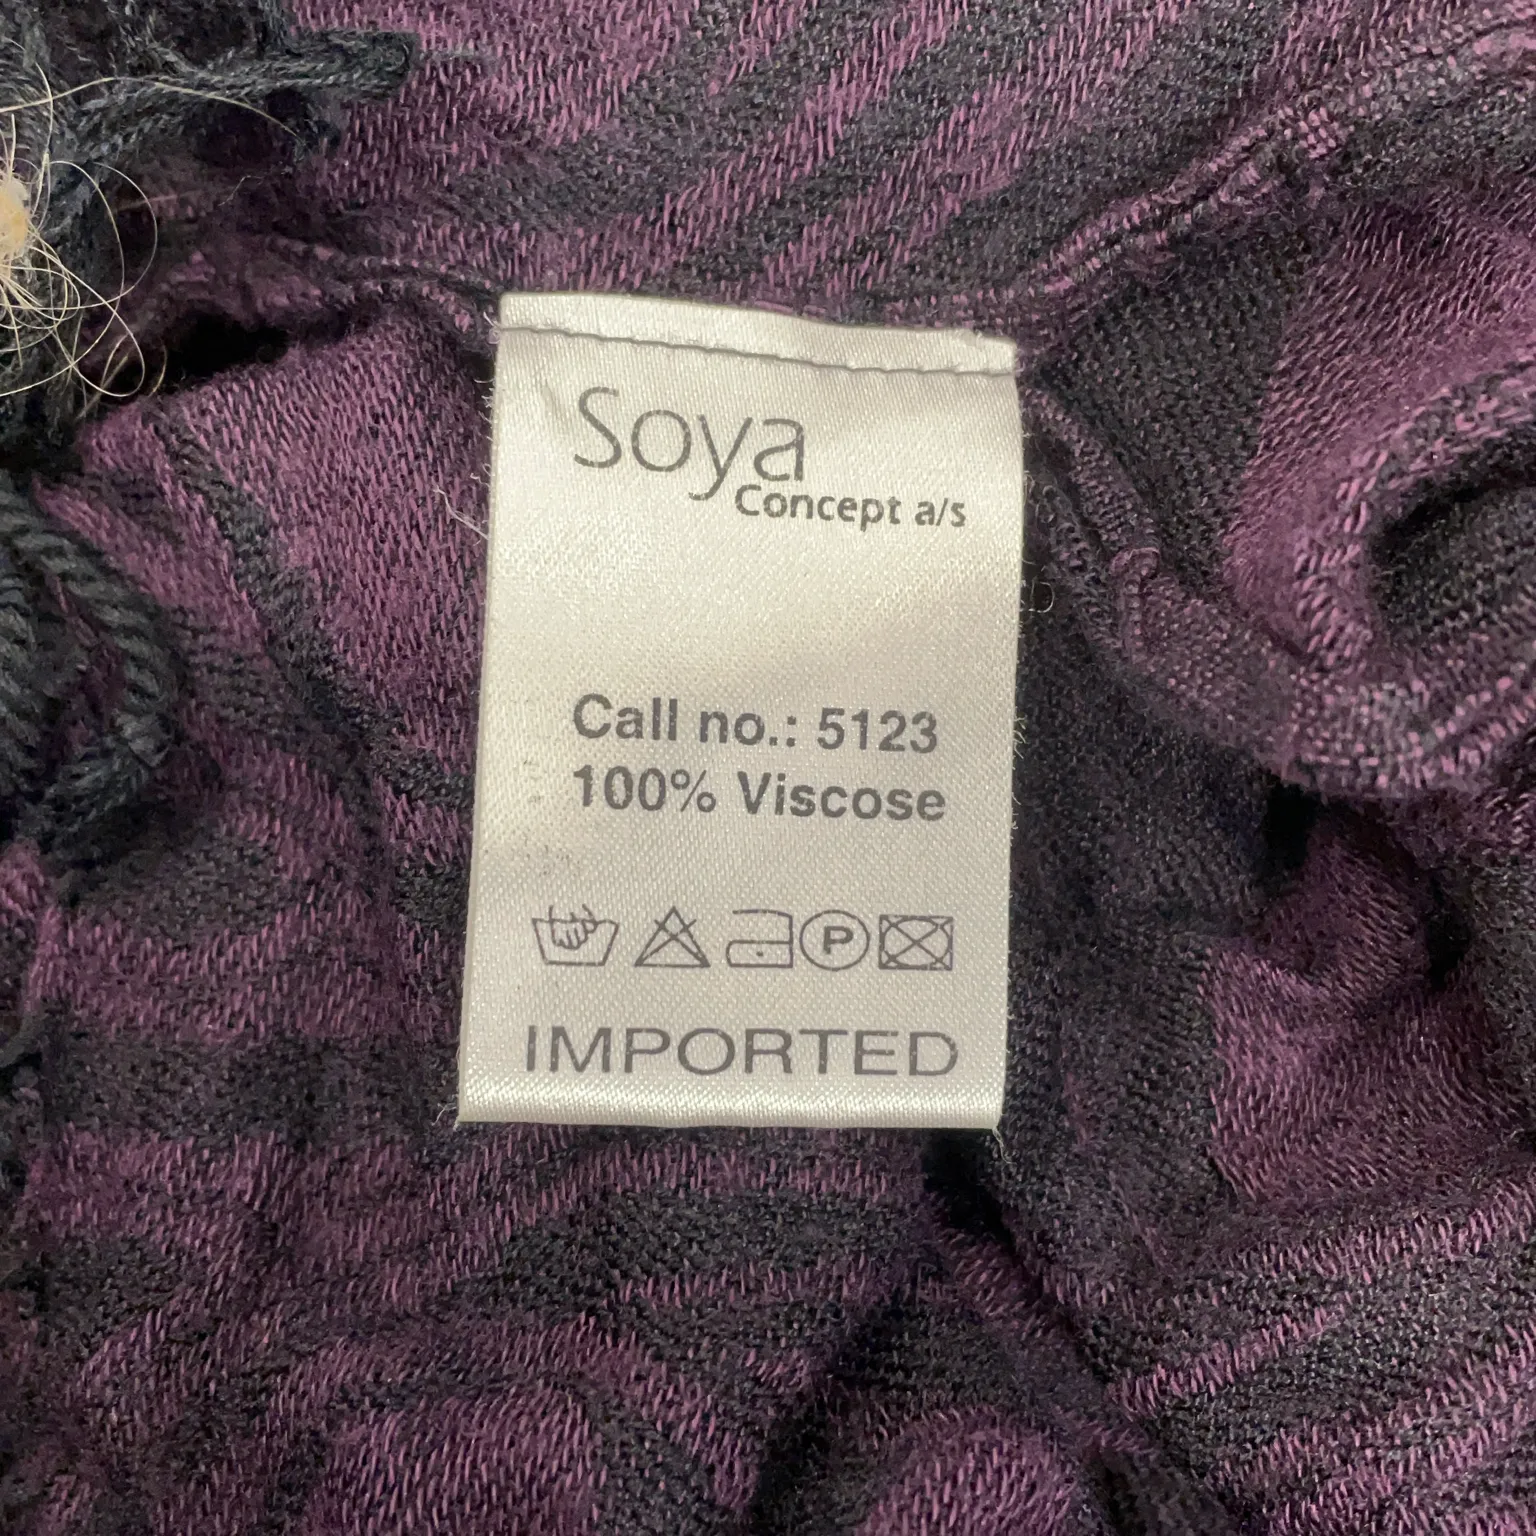 Soya
Concept a/s
Call no.: 5123
100% Viscose
P
IMPORTED